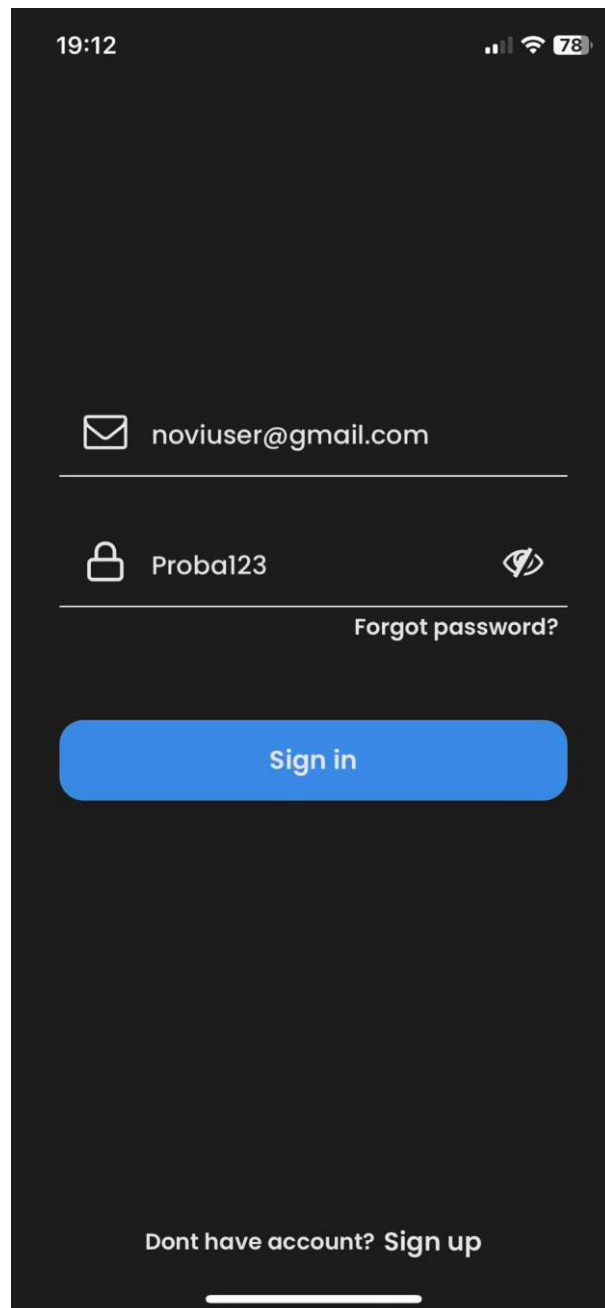 19:12 78
noviuser@gmail.com
Proba123
Forgot password?
Sign in
Dont have account? Sign up